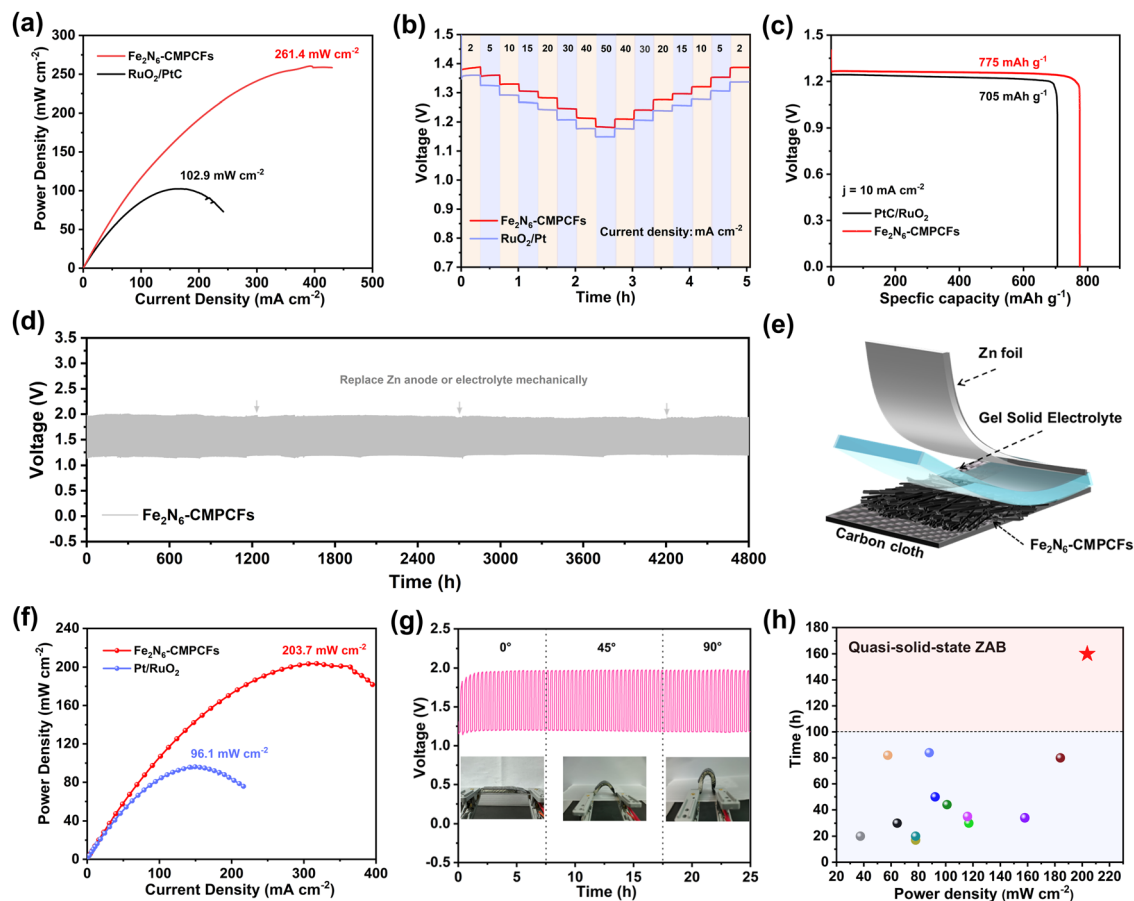 (a)
300
250
200
150
100
50
0
Power Density (mW cm⁻²)
Fe₂N₆-CMPCFs
RuO₂/PtC
261.4 mW cm⁻²
102.9 mW cm⁻²
0 100 200 300 400 500
Current Density (mA cm⁻²)
(b)
1.5
1.4
1.3
1.2
1.1
1.0
0.9
0.8
0.7
Voltage (V)
2 5 10 15 20 30 40 50 40 30 20 15 10 5 2
Fe₂N₆-CMPCFs
RuO₂/Pt
Current density: mA cm⁻²
0 1 2 3 4 5
Time (h)
(c)
1.5
1.2
0.9
0.6
0.3
0.0
Voltage (V)
775 mAh g⁻¹
705 mAh g⁻¹
j = 10 mA cm⁻²
PtC/RuO₂
Fe₂N₆-CMPCFs
0 200 400 600 800
Specfic capacity (mAh g⁻¹)
(d)
3.5
3.0
2.5
2.0
1.5
1.0
0.5
0.0
-0.5
Voltage (V)
Replace Zn anode or electrolyte mechanically
Fe₂N₆-CMPCFs
0 600 1200 1800 2400 3000 3600 4200 4800
Time (h)
(e)
Zn foil
Gel Solid Electrolyte
Fe₂N₆-CMPCFs
Carbon cloth
(f)
240
200
160
120
80
40
0
Power Density (mW cm⁻²)
Fe₂N₆-CMPCFs
Pt/RuO₂
203.7 mW cm⁻²
96.1 mW cm⁻²
0 100 200 300 400
Current Density (mA cm⁻²)
(g)
2.5
2.0
1.5
1.0
0.5
0.0
-0.5
Voltage (V)
0° 45° 90°
0 5 10 15 20 25
Time (h)
(h)
180
160
140
120
100
80
60
40
20
0
Time (h)
Quasi-solid-state ZAB
20 40 60 80 100 120 140 160 180 200 220
Power density (mW cm⁻²)